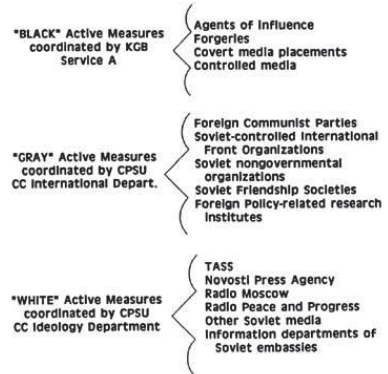 "BLACK" Active Measures
coordinated by KGB
Service A
Agents of Influence
Forgeries
Covert media placements
Controlled media
"GRAY" Active Measures
coordinated by CPSU
CC International Depart.
Foreign Communist Parties
Soviet-controlled International
Front Organizations
Soviet nongovernmental
organizations
Soviet Friendship Societies
Foreign Policy-related research
institutes
"WHITE" Active Measures
coordinated by CPSU
CC Ideology Department
TASS
Novosti Press Agency
Radio Moscow
Radio Peace and Progress
Other Soviet media
Information departments of
Soviet embassies